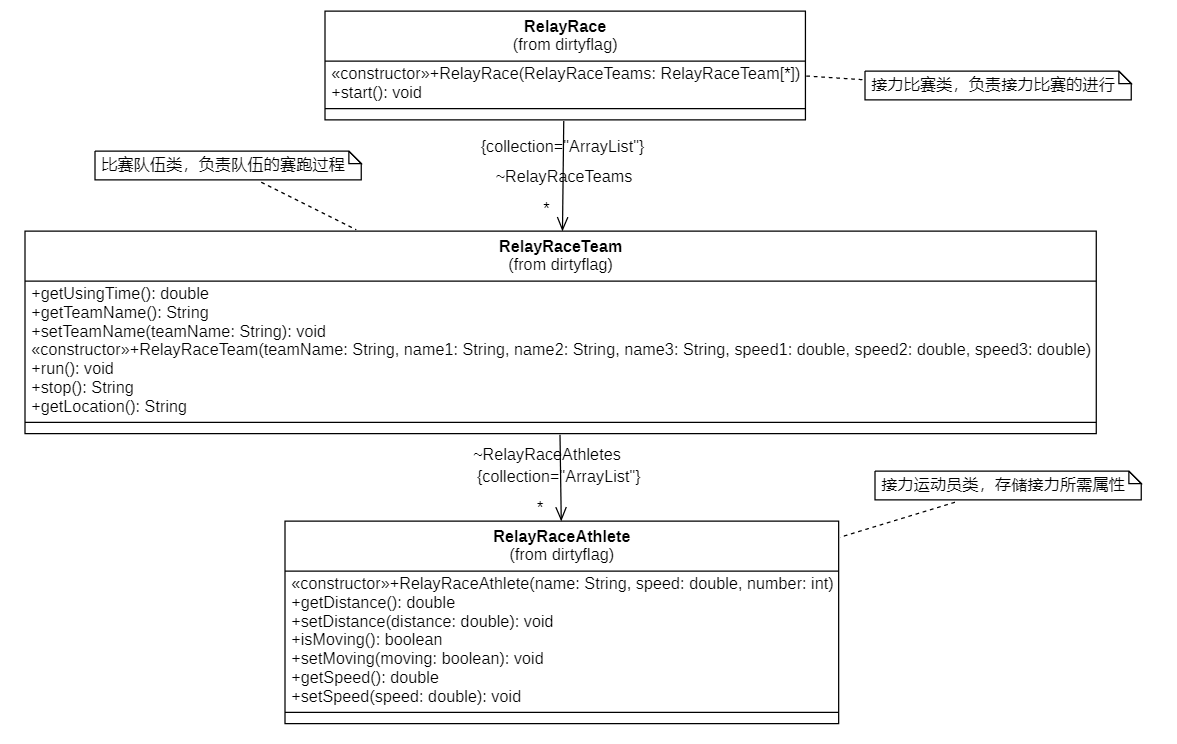 RelayRace
(from dirtyflag)
«constructor»+RelayRace(RelayRaceTeams: RelayRaceTeam[*])
+start(): void
接力比赛类，负责接力比赛的进行
{collection="ArrayList"}
~RelayRaceTeams
*
比赛队伍类，负责队伍的赛跑过程
RelayRaceTeam
(from dirtyflag)
+getUsingTime(): double
+getTeamName(): String
+setTeamName(teamName: String): void
«constructor»+RelayRaceTeam(teamName: String, name1: String, name2: String, name3: String, speed1: double, speed2: double, speed3: double)
+run(): void
+stop(): String
+getLocation(): String
~RelayRaceAthletes
{collection="ArrayList"}
*
接力运动员类，存储接力所需属性
RelayRaceAthlete
(from dirtyflag)
«constructor»+RelayRaceAthlete(name: String, speed: double, number: int)
+getDistance(): double
+setDistance(distance: double): void
+isMoving(): boolean
+setMoving(moving: boolean): void
+getSpeed(): double
+setSpeed(speed: double): void